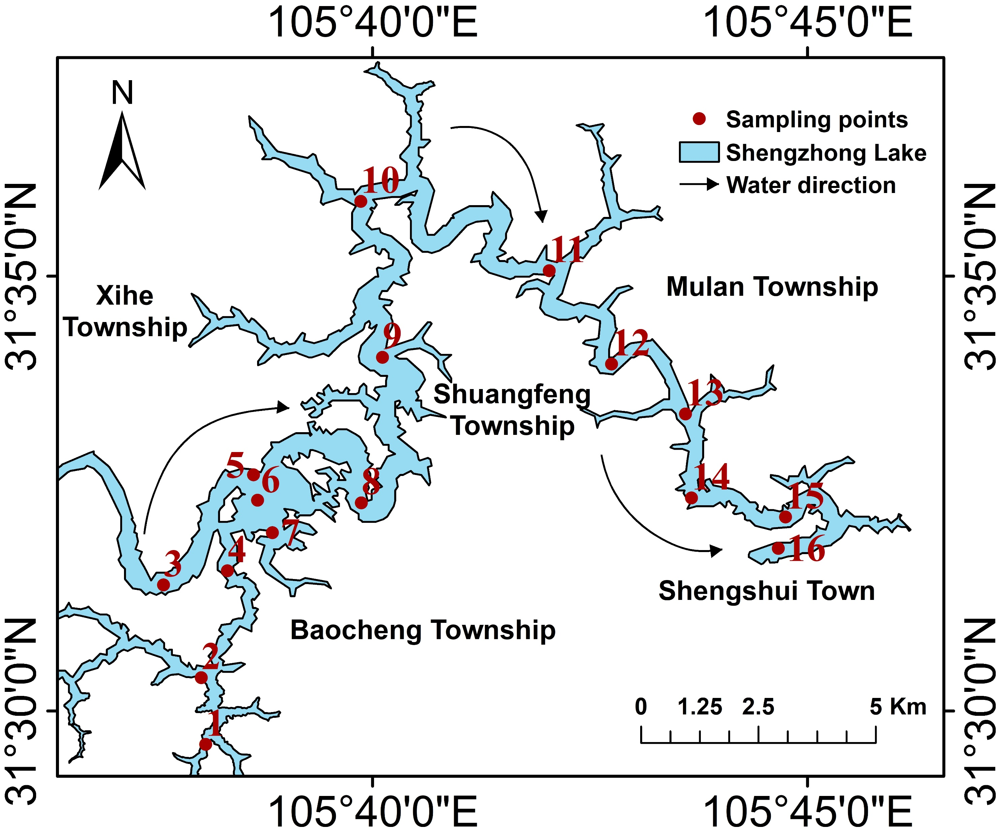 105°40'0"E
105°45'0"E
N
Sampling points
Shengzhong Lake
Water direction
10
11
31°35'0"N
31°35'0"N
Xihe
Township
Mulan Township
9
12
13
Shuangfeng
Township
5
6
8
14
15
7
4
16
3
Shengshui Town
Baocheng Township
2
1
0
1.25
2.5
5 Km
31°30'0"N
31°30'0"N
105°40'0"E
105°45'0"E